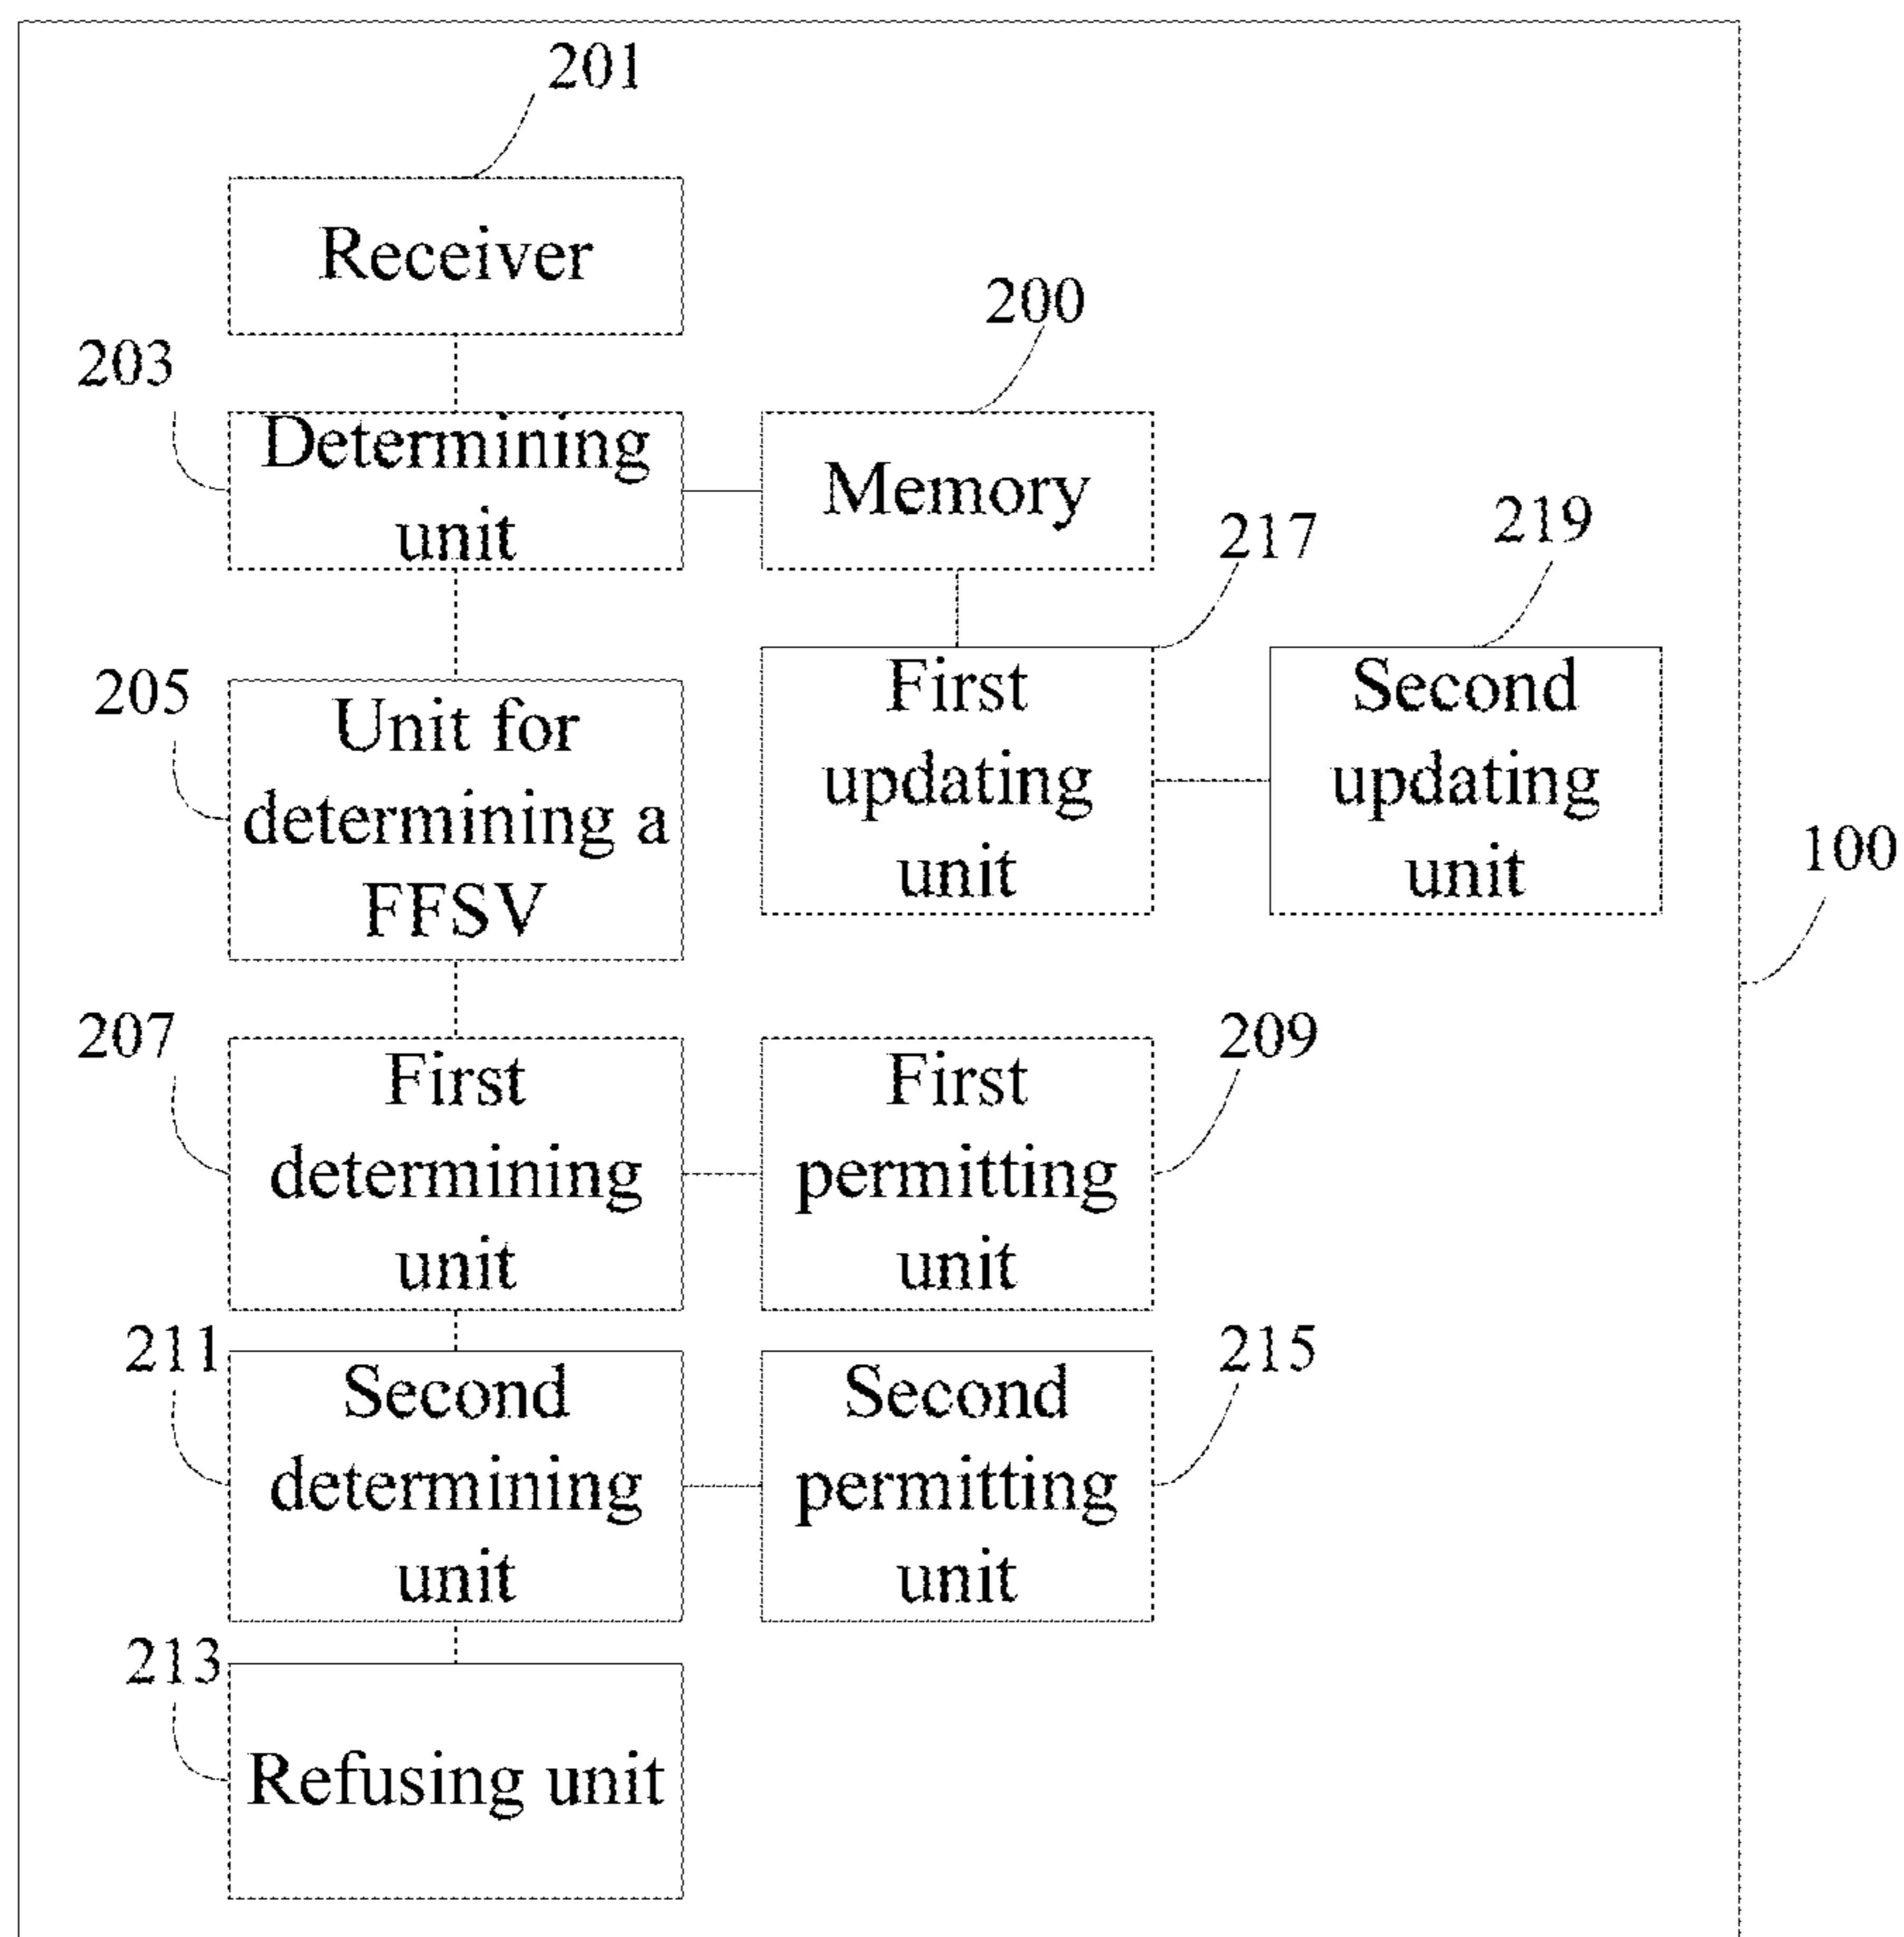 201
Receiver
200
203
Determining
unit
Memory
217
219
205
Unit for
determining a
FFSV
First
updating
unit
Second
updating
unit
100
207
First
determining
unit
First
permitting
unit
209
211
Second
determining
unit
Second
permitting
unit
215
213
Refusing unit